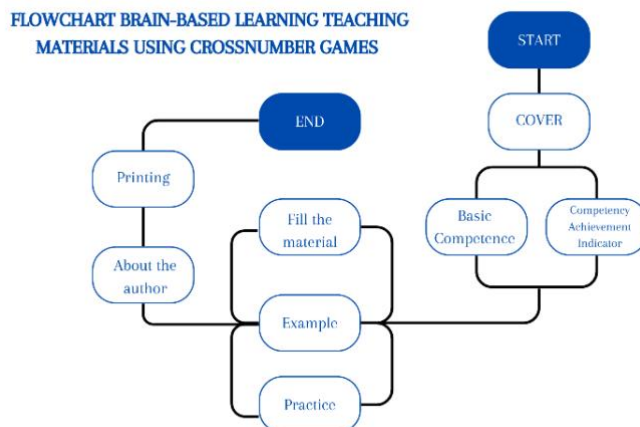 FLOWCHART BRAIN-BASED LEARNING TEACHING
MATERIALS USING CROSSNUMBER GAMES
START
COVER
Basic
Competence
Competency
Achievement
Indicator
Fill the
material
Example
Practice
About the
author
Printing
END